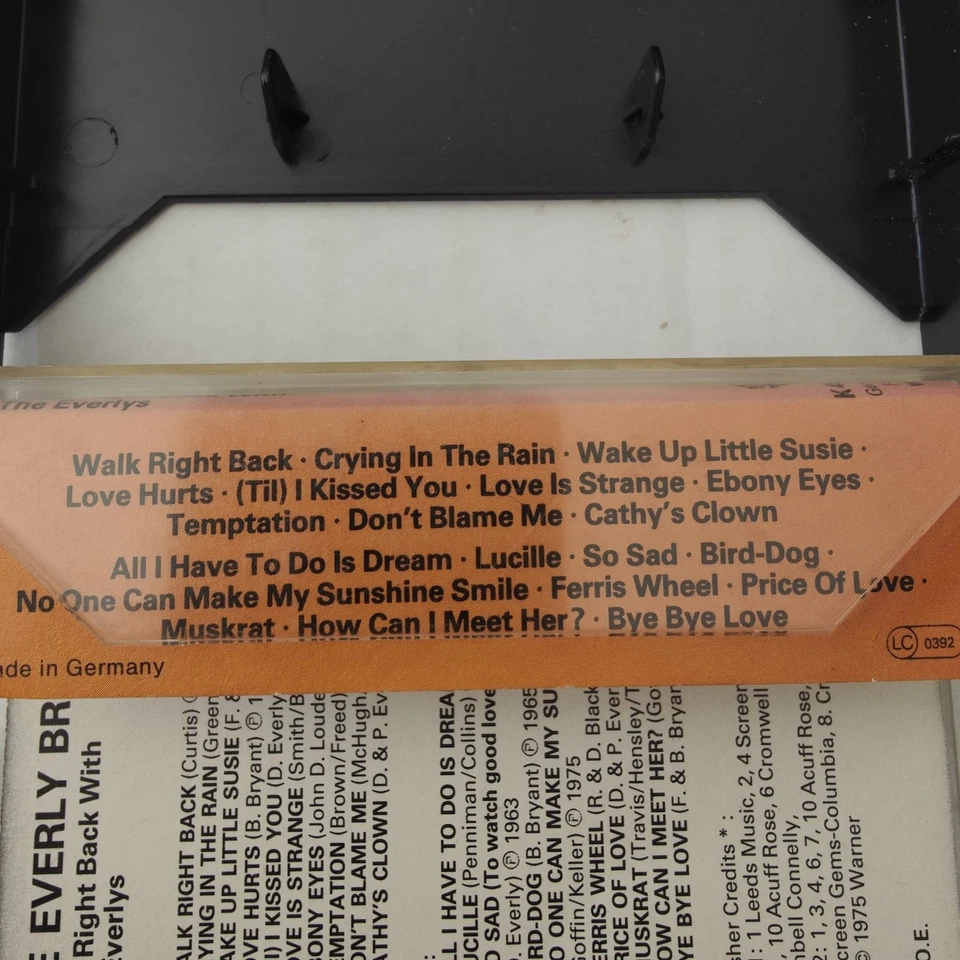 The Everlys
Walk Right Back · Crying In The Rain · Wake Up Little Susie ·
Love Hurts · (Til) I Kissed You · Love Is Strange · Ebony Eyes ·
Temptation · Don't Blame Me · Cathy's Clown
All I Have To Do Is Dream · Lucille · So Sad · Bird-Dog ·
No One Can Make My Sunshine Smile · Ferris Wheel · Price Of Love ·
Muskrat · How Can I Meet Her? · Bye Bye Love
LC 0392
ade in Germany
E EVERLY BR
Right Back With
Everlys
ALK RIGHT BACK (Curtis)
YING IN THE RAIN (Green
AKE UP LITTLE SUSIE (F. &
OVE HURTS (B. Bryant) Ⓟ 1
I) I KISSED YOU (D. Everly
OVE IS STRANGE (Smith/B
BONY EYES (John D. Loude
EMPTATION (Brown/Freed)
ON'T BLAME ME (McHugh/
ATHY'S CLOWN (D. & P. Ev
LL I HAVE TO DO IS DREA
UCILLE (Penniman/Collins)
O SAD (To watch good love
D. Everly) Ⓟ 1963
IRD-DOG (B. Bryant) Ⓟ 1965
O ONE CAN MAKE MY SU
Goffin/Keller) Ⓟ 1975
ERRIS WHEEL (R. & D. Black
RICE OF LOVE (D. & P. Ever
MUSKRAT (Travis/Hensley/T
OW CAN I MEET HER? (Go
YE BYE LOVE (F. & B. Bryan
sher Credits * :
: 1 Leeds Music, 2, 4 Screen
, 10 Acuff Rose, 6 Cromwell
mbell Connelly,
2: 1, 3, 4, 6, 7, 10 Acuff Rose,
creen Gems-Columbia, 8. Cr
© 1975 Warner
O.E.